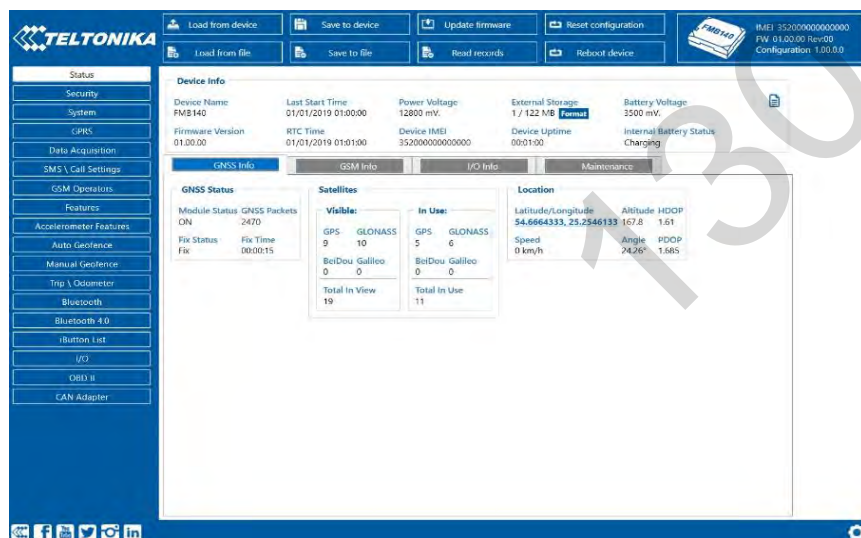 TELTONIKA
Load from device
Save to device
Update firmware
Reset configuration
Load from file
Save to file
Read records
Reboot device
FMB140
IMEI 352000000000000
FW 01.00.00 Rev:00
Configuration 1.00.0.0
Status
Security
System
GPRS
Data Acquisition
SMS \ Call Settings
GSM Operators
Features
Accelerometer Features
Auto Geofence
Manual Geofence
Trip \ Odometer
Bluetooth
Bluetooth 4.0
iButton List
I/O
OBD II
CAN Adapter
Device Info
Device Name Last Start Time Power Voltage External Storage Battery Voltage
FMB140 01/01/2019 01:00:00 12800 mV. 1 / 122 MB Format 3500 mV.
Firmware Version RTC Time Device IMEI Device Uptime Internal Battery Status
01.00.00 01/01/2019 01:01:00 352000000000000 00:01:00 Charging
GNSS Info GSM Info I/O Info Maintenance
GNSS Status
Module Status GNSS Packets
ON 2470
Fix Status Fix Time
Fix 00:00:15
Satellites
Visible:
GPS GLONASS
9 10
BeiDou Galileo
0 0
Total In View
19
In Use:
GPS GLONASS
5 6
BeiDou Galileo
0 0
Total In Use
11
Location
Latitude/Longitude Altitude HDOP
54.6664333, 25.2546133 167.8 1.61
Speed Angle PDOP
0 km/h 24.26° 1.685
130
f
You Tube
in